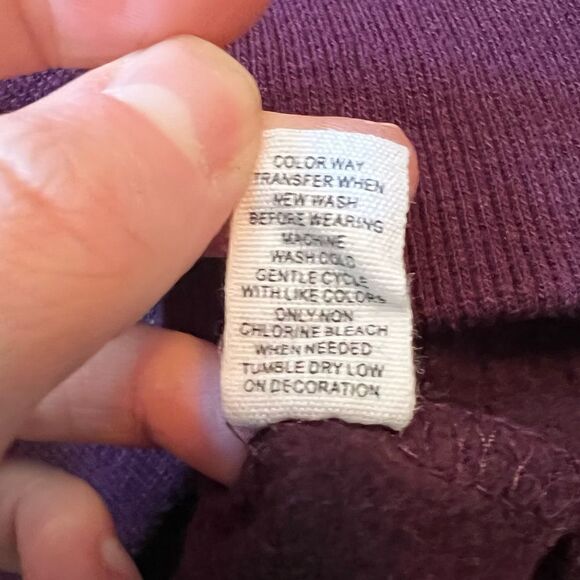 COLOR WAY
TRANSFER WHEN
NEW WASH
BEFORE WEARING
MACHINE
WASH COLD
GENTLE CYCLE
WITH LIKE COLORS
ONLY NON
CHLORINE BLEACH
WHEN NEEDED
TUMBLE DRY LOW
ON DECORATION